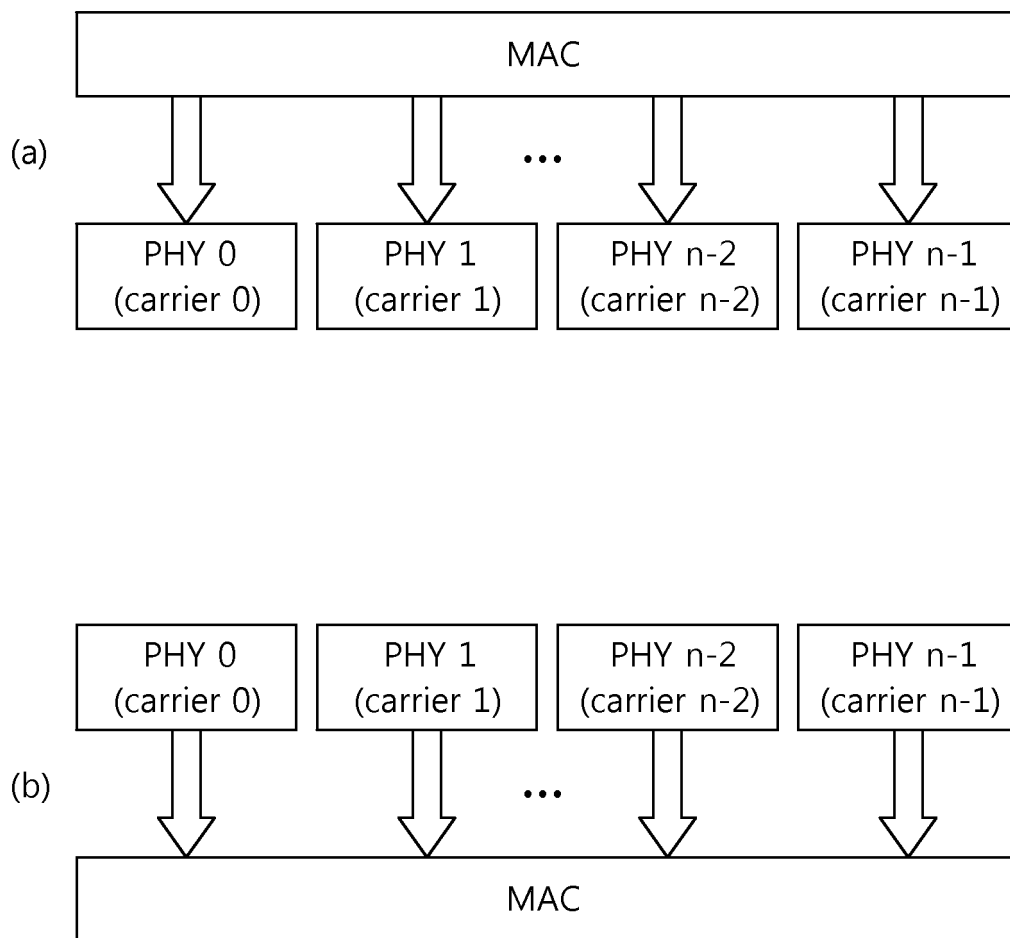 MAC
(a)
...
PHY 0
(carrier 0)
PHY 1
(carrier 1)
PHY n-2
(carrier n-2)
PHY n-1
(carrier n-1)
PHY 0
(carrier 0)
PHY 1
(carrier 1)
PHY n-2
(carrier n-2)
PHY n-1
(carrier n-1)
(b)
...
MAC